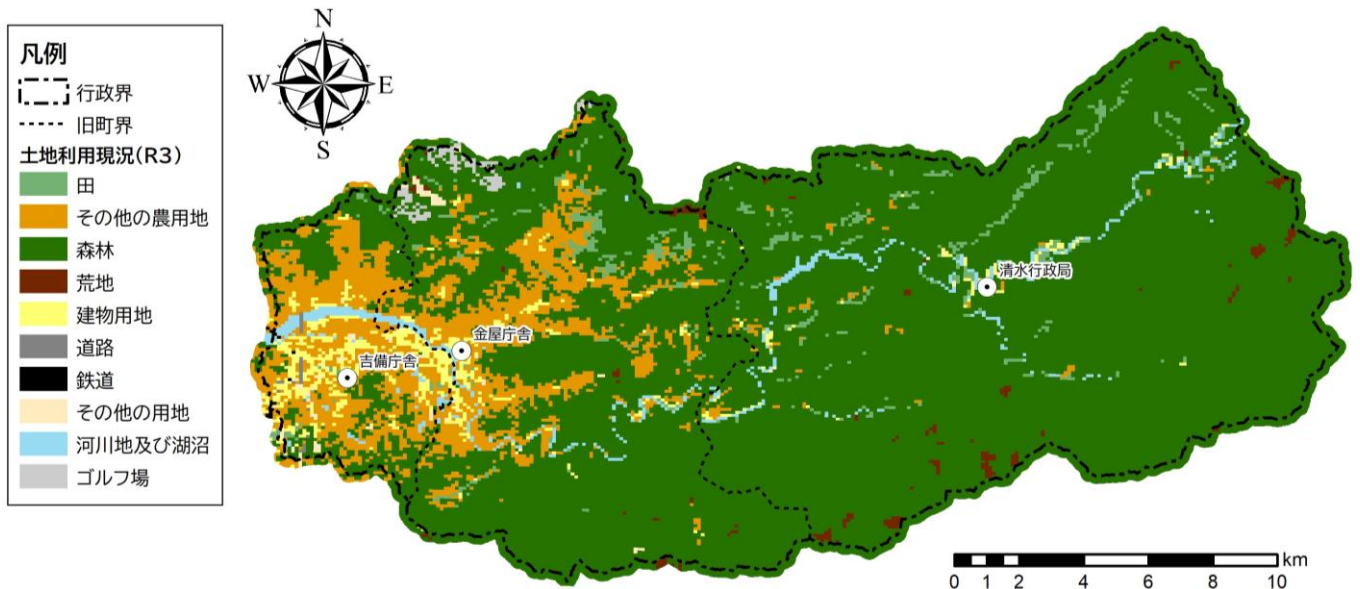 凡例
行政界
旧町界
土地利用現況(R3)
田
その他の農用地
森林
荒地
建物用地
道路
鉄道
その他の用地
河川地及び湖沼
ゴルフ場
N
W
E
S
清水行政局
金屋庁舎
吉備庁舎
km
0 1 2 4 6 8 10